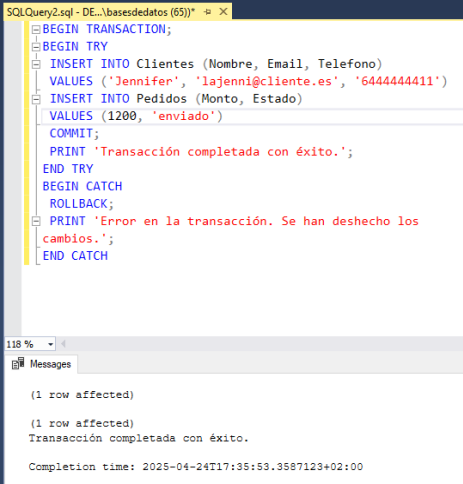 SQLQuery2.sql - DE...\basesdedatos (65))*
BEGIN TRANSACTION;
BEGIN TRY
INSERT INTO Clientes (Nombre, Email, Telefono)
VALUES ('Jennifer', 'lajenni@cliente.es', '6444444411')
INSERT INTO Pedidos (Monto, Estado)
VALUES (1200, 'enviado')
COMMIT;
PRINT 'Transacción completada con éxito.';
END TRY
BEGIN CATCH
ROLLBACK;
PRINT 'Error en la transacción. Se han deshecho los
cambios.';
END CATCH
118 %
Messages
(1 row affected)
(1 row affected)
Transacción completada con éxito.
Completion time: 2025-04-24T17:35:53.3587123+02:00